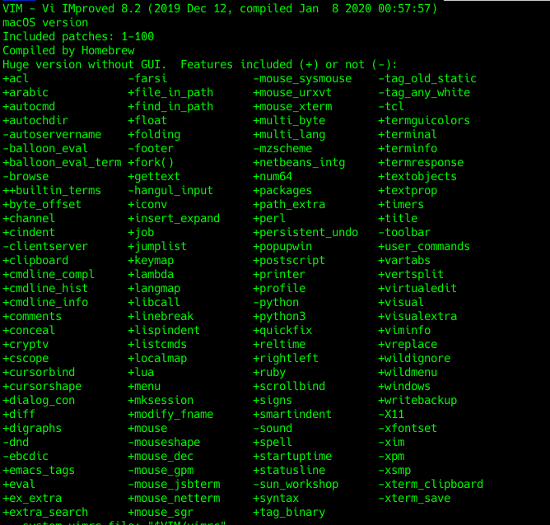 VIM - Vi IMproved 8.2 (2019 Dec 12, compiled Jan  8 2020 00:57:57)
macOS version
Included patches: 1-100
Compiled by Homebrew
Huge version without GUI.  Features included (+) or not (-):
+acl               -farsi             -mouse_sysmouse    -tag_old_static
+arabic            +file_in_path      +mouse_urxvt       -tag_any_white
+autocmd           +find_in_path      +mouse_xterm       -tcl
+autochdir         +float             +multi_byte        +termguicolors
-autoservername    +folding           +multi_lang        +terminal
-balloon_eval      -footer            -mzscheme          +terminfo
+balloon_eval_term +fork()            +netbeans_intg     +termresponse
-browse            +gettext           +num64             +textobjects
++builtin_terms    -hangul_input      +packages          +textprop
+byte_offset       +iconv             +path_extra        +timers
+channel           +insert_expand     +perl              +title
+cindent           +job               +persistent_undo   -toolbar
-clientserver      +jumplist          +popupwin          +user_commands
+clipboard         +keymap            +postscript        +vartabs
+cmdline_compl     +lambda            +printer           +vertsplit
+cmdline_hist      +langmap           +profile           +virtualedit
+cmdline_info      +libcall           -python            +visual
+comments          +linebreak         +python3           +visualextra
+conceal           +lispindent        +quickfix          +viminfo
+cryptv            +listcmds          +reltime           +vreplace
+cscope            +localmap          +rightleft         +wildignore
+cursorbind        +lua               +ruby              +wildmenu
+cursorshape       +menu              +scrollbind        +windows
+dialog_con        +mksession         +signs             +writebackup
+diff              +modify_fname      +smartindent       -X11
+digraphs          +mouse             -sound             -xfontset
-dnd               -mouseshape        +spell             -xim
-ebcdic            +mouse_dec         +startuptime       -xpm
+emacs_tags        -mouse_gpm         +statusline        -xsmp
+eval              -mouse_jsbterm     -sun_workshop      -xterm_clipboard
+ex_extra          +mouse_netterm     +syntax            -xterm_save
+extra_search      +mouse_sgr         +tag_binary
system vimrc file: "$VIM/vimrc"